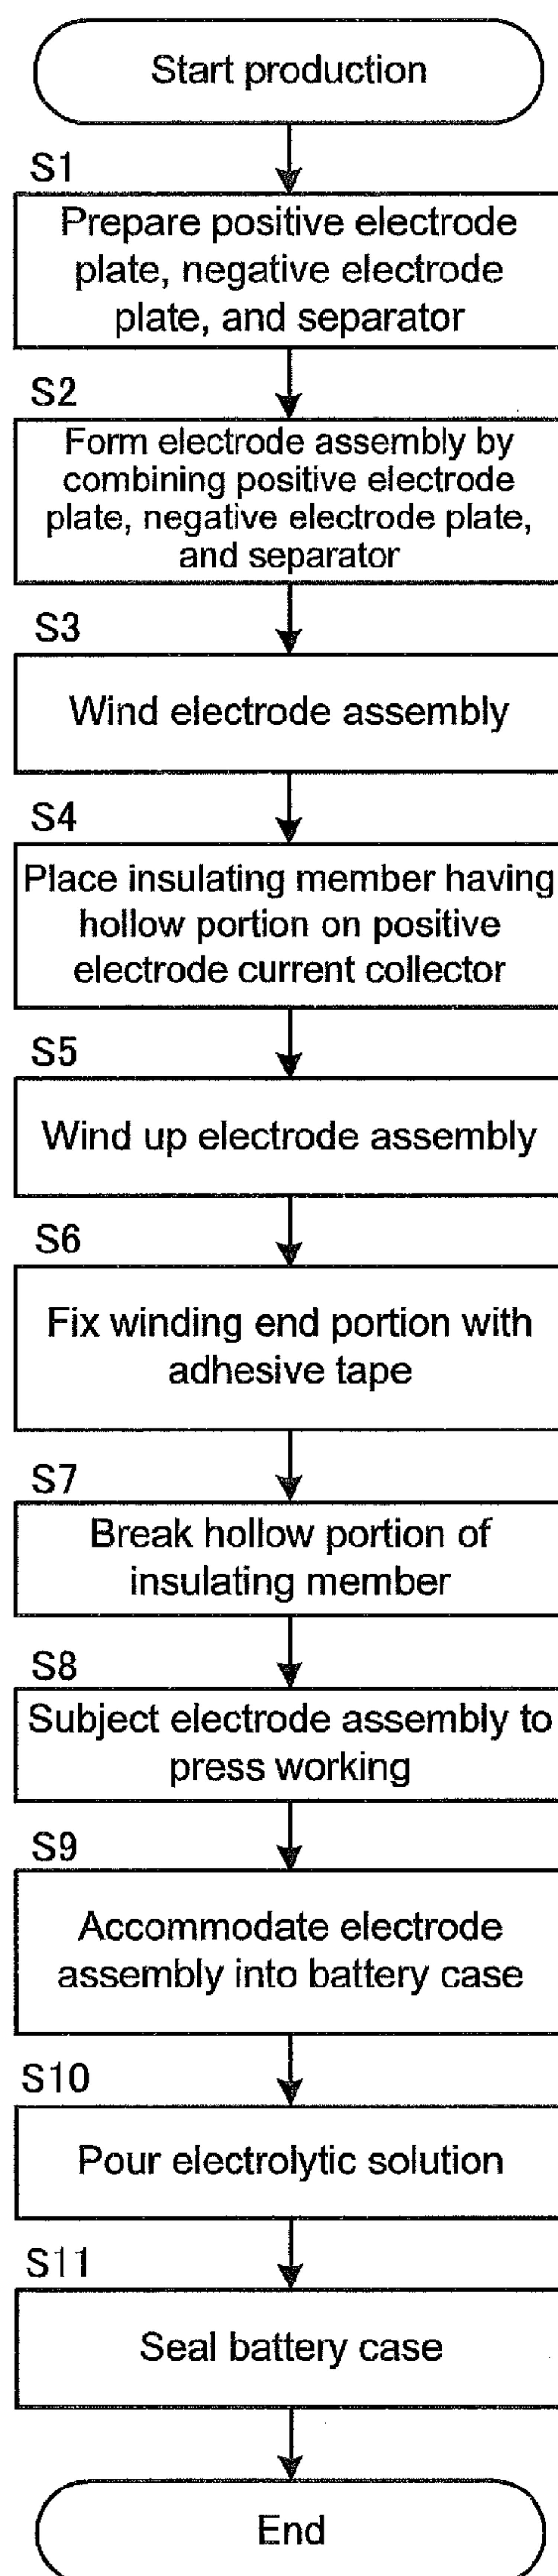 Start production
S1
Prepare positive electrode
plate, negative electrode
plate, and separator
S2
Form electrode assembly by
combining positive electrode
plate, negative electrode plate,
and separator
S3
Wind electrode assembly
S4
Place insulating member having
hollow portion on positive
electrode current collector
S5
Wind up electrode assembly
S6
Fix winding end portion with
adhesive tape
S7
Break hollow portion of
insulating member
S8
Subject electrode assembly to
press working
S9
Accommodate electrode
assembly into battery case
S10
Pour electrolytic solution
S11
Seal battery case
End